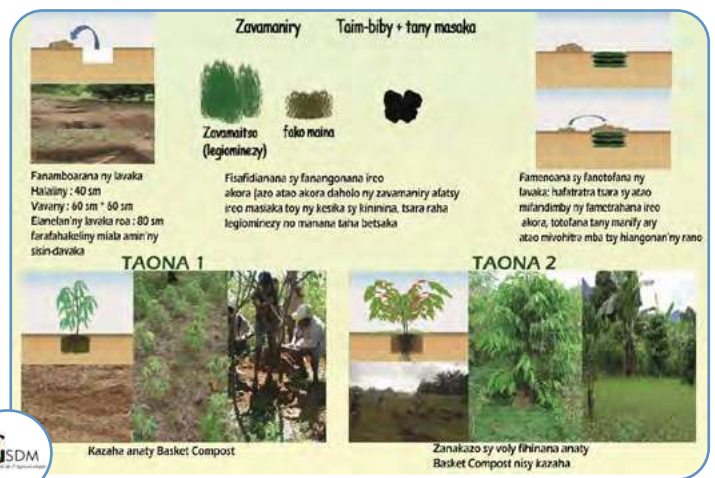 Zavamaniry
Taim-biby + tany masaka
Zavamaitso
(legiominezy)
fako maina
Fanamboarana ny lavaka
Halaliny : 40 sm
Vavany : 60 sm * 60 sm
Elanelan'ny lavaka roa : 80 sm
farafahakeliny miala amin'ny
sisin-davaka
Fisafidianana sy fanangonana ireo
akora jazo atao akora daholo ny zavamaniry afatsy
ireo masiaka toy ny kesika sy kininina, tsara raha
legiominezy no manana taha betsaka
Famenoana sy fanotofana ny
lavaka: hafatratra tsara sy atao
mifandimby ny fametrahana ireo
akora, totofana tany manify ary
atao mivohitra mba tsy hiangonan'ny rano
TAONA 1
TAONA 2
Kazaha anaty Basket Compost
Zanakazo sy voly fihinana anaty
Basket Compost nisy kazaha
SDM